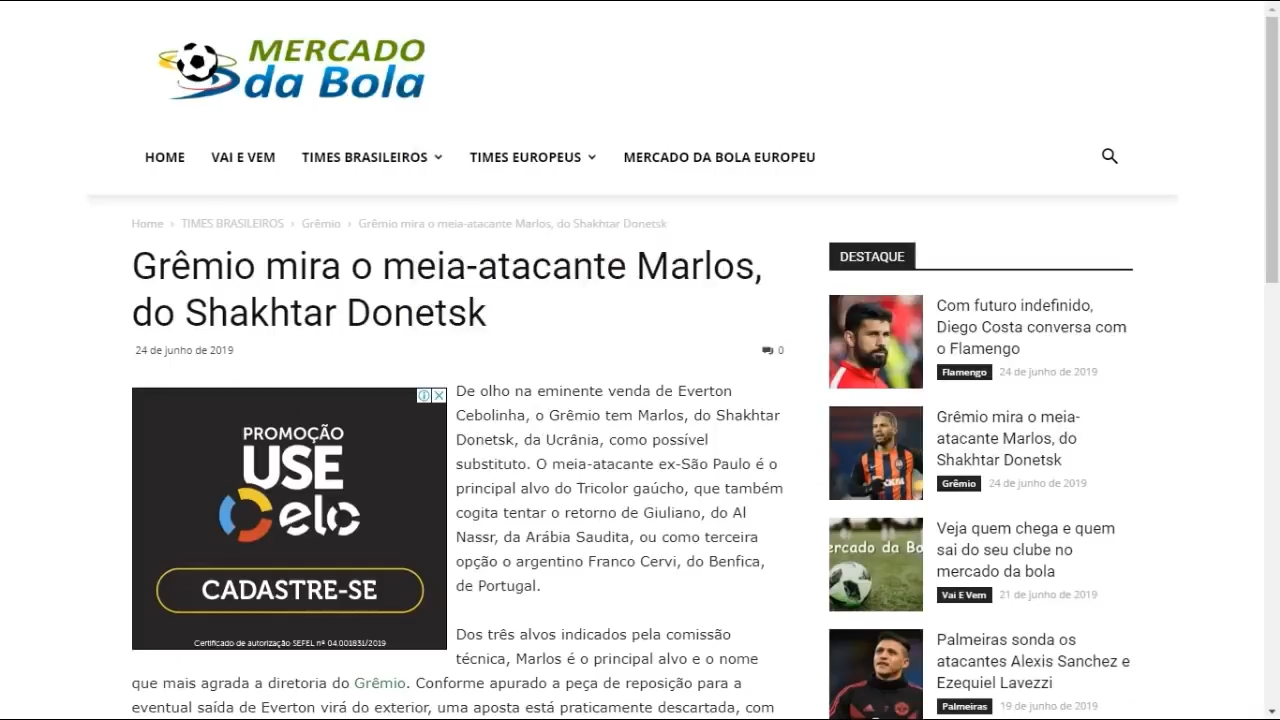 MERCADO
da Bola
HOME VAI E VEM TIMES BRASILEIROS TIMES EUROPEUS MERCADO DA BOLA EUROPEU
Home › TIMES BRASILEIROS › Grêmio › Grêmio mira o meia-atacante Marlos, do Shakhtar Donetsk
Grêmio mira o meia-atacante Marlos,
do Shakhtar Donetsk
24 de junho de 2019
0
PROMOÇÃO
USE
elo
CADASTRE-SE
Certificado de autorização SEFEL nº 04.001831/2019
De olho na eminente venda de Everton
Cebolinha, o Grêmio tem Marlos, do Shakhtar
Donetsk, da Ucrânia, como possível
substituto. O meia-atacante ex-São Paulo é o
principal alvo do Tricolor gaúcho, que também
cogita tentar o retorno de Giuliano, do Al
Nassr, da Arábia Saudita, ou como terceira
opção o argentino Franco Cervi, do Benfica,
de Portugal.
Dos três alvos indicados pela comissão
técnica, Marlos é o principal alvo e o nome
que mais agrada a diretoria do Grêmio. Conforme apurado a peça de reposição para a
eventual saída de Everton virá do exterior, uma aposta está praticamente descartada, com
DESTAQUE
Com futuro indefinido,
Diego Costa conversa com
o Flamengo
Flamengo 24 de junho de 2019
Grêmio mira o meia-
atacante Marlos, do
Shakhtar Donetsk
Grêmio 24 de junho de 2019
ercado da Bo
Veja quem chega e quem
sai do seu clube no
mercado da bola
Vai E Vem 21 de junho de 2019
Palmeiras sonda os
atacantes Alexis Sanchez e
Ezequiel Lavezzi
Palmeiras 19 de junho de 2019